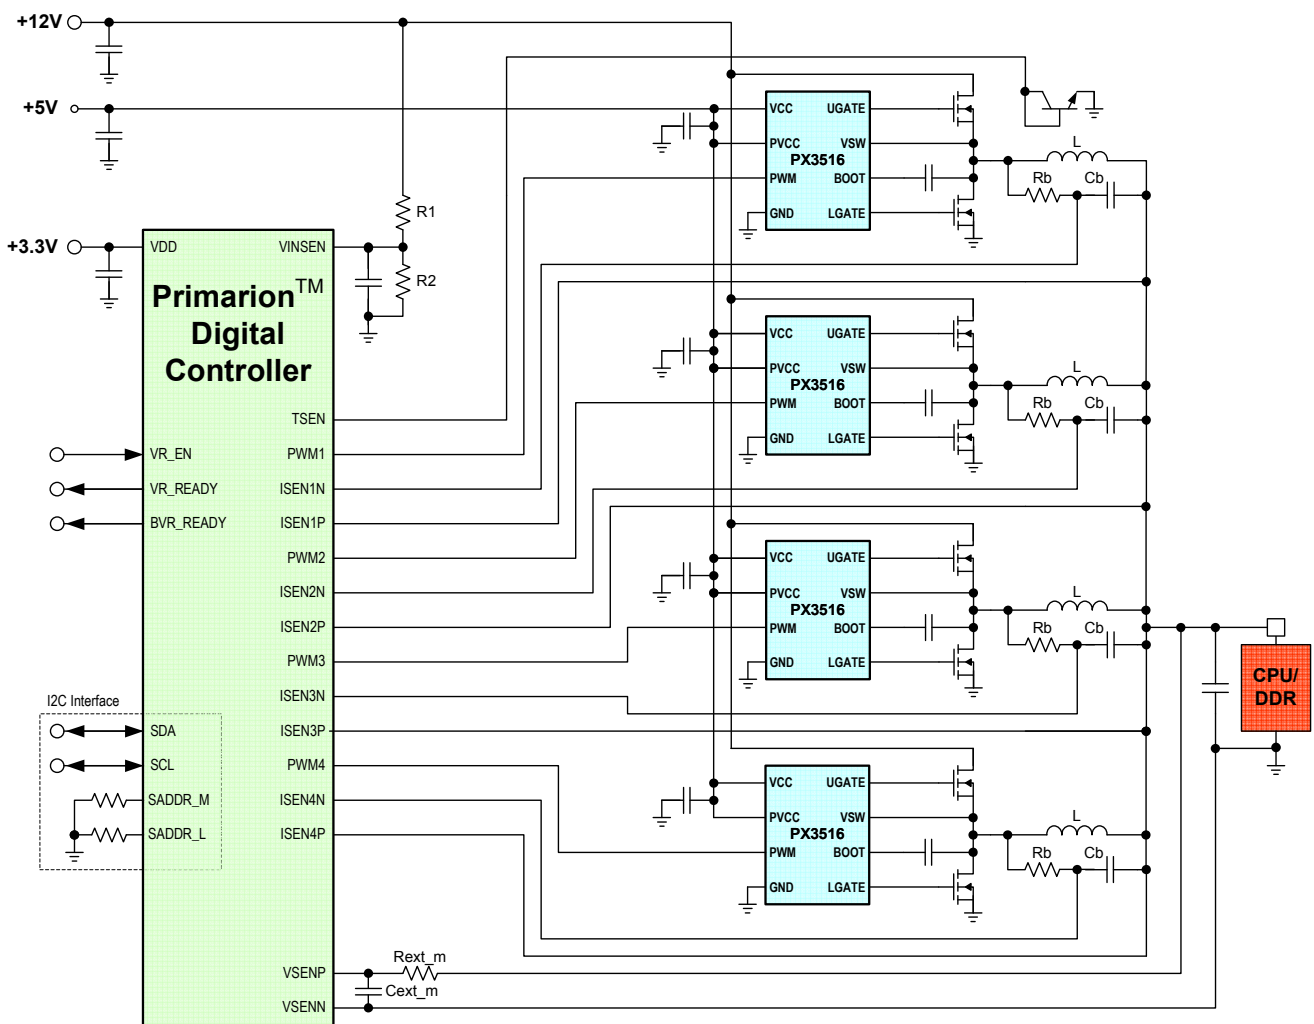 +12V
+5V
+3.3V
R1
R2
VDD
VINSEN
Primarion TM
Digital
Controller
TSEN
VR_EN
PWM1
VR_READY
ISEN1N
BVR_READY
ISEN1P
PWM2
ISEN2N
ISEN2P
PWM3
ISEN3N
I2C Interface
SDA
ISEN3P
SCL
PWM4
SADDR_M
ISEN4N
SADDR_L
ISEN4P
VSENP
VSENN
Rext_m
Cext_m
VCC
UGATE
PVCC
VSW
PX3516
PWM
BOOT
GND
LGATE
L
Rb
Cb
VCC
UGATE
PVCC
VSW
PX3516
PWM
BOOT
GND
LGATE
L
Rb
Cb
VCC
UGATE
PVCC
VSW
PX3516
PWM
BOOT
GND
LGATE
L
Rb
Cb
VCC
UGATE
PVCC
VSW
PX3516
PWM
BOOT
GND
LGATE
L
Rb
Cb
CPU/
DDR